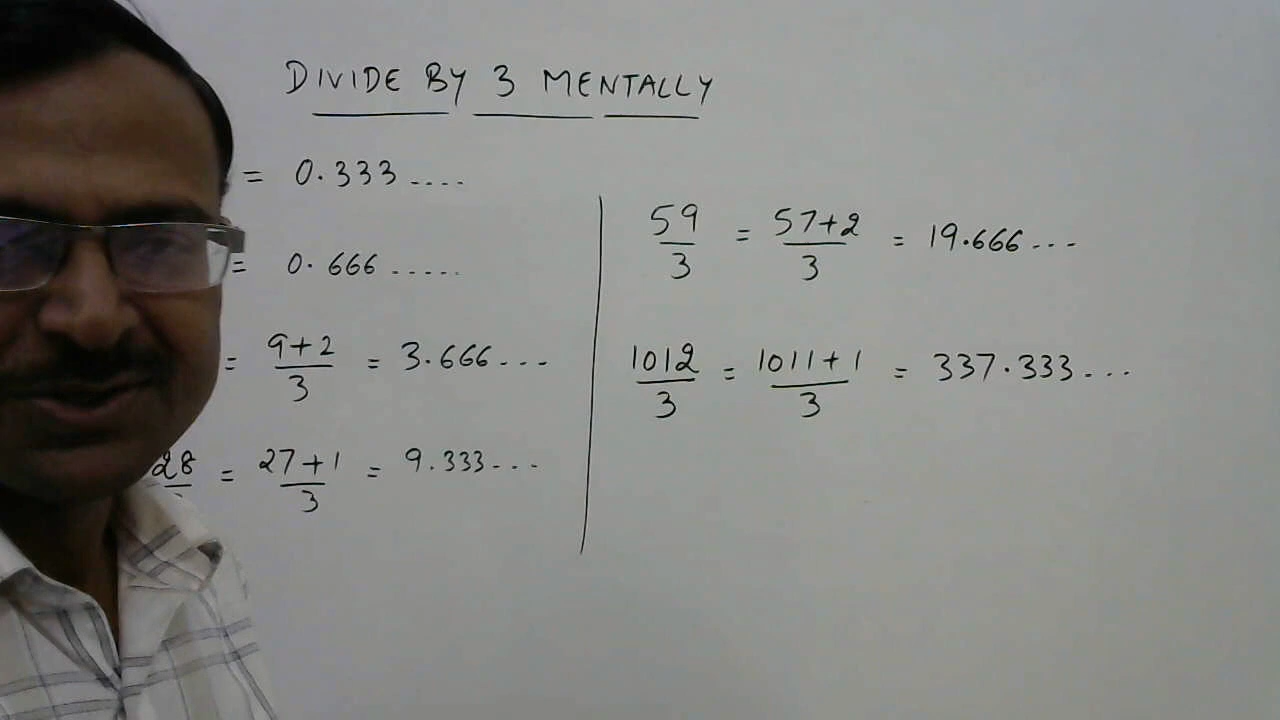 DIVIDE BY 3 MENTALLY
= 0.333....
= 0.666.....
= 9+2/3 = 3.666...
28 = 27+1/3 = 9.333...
59/3 = 57+2/3 = 19.666...
1012/3 = 1011+1/3 = 337.333...